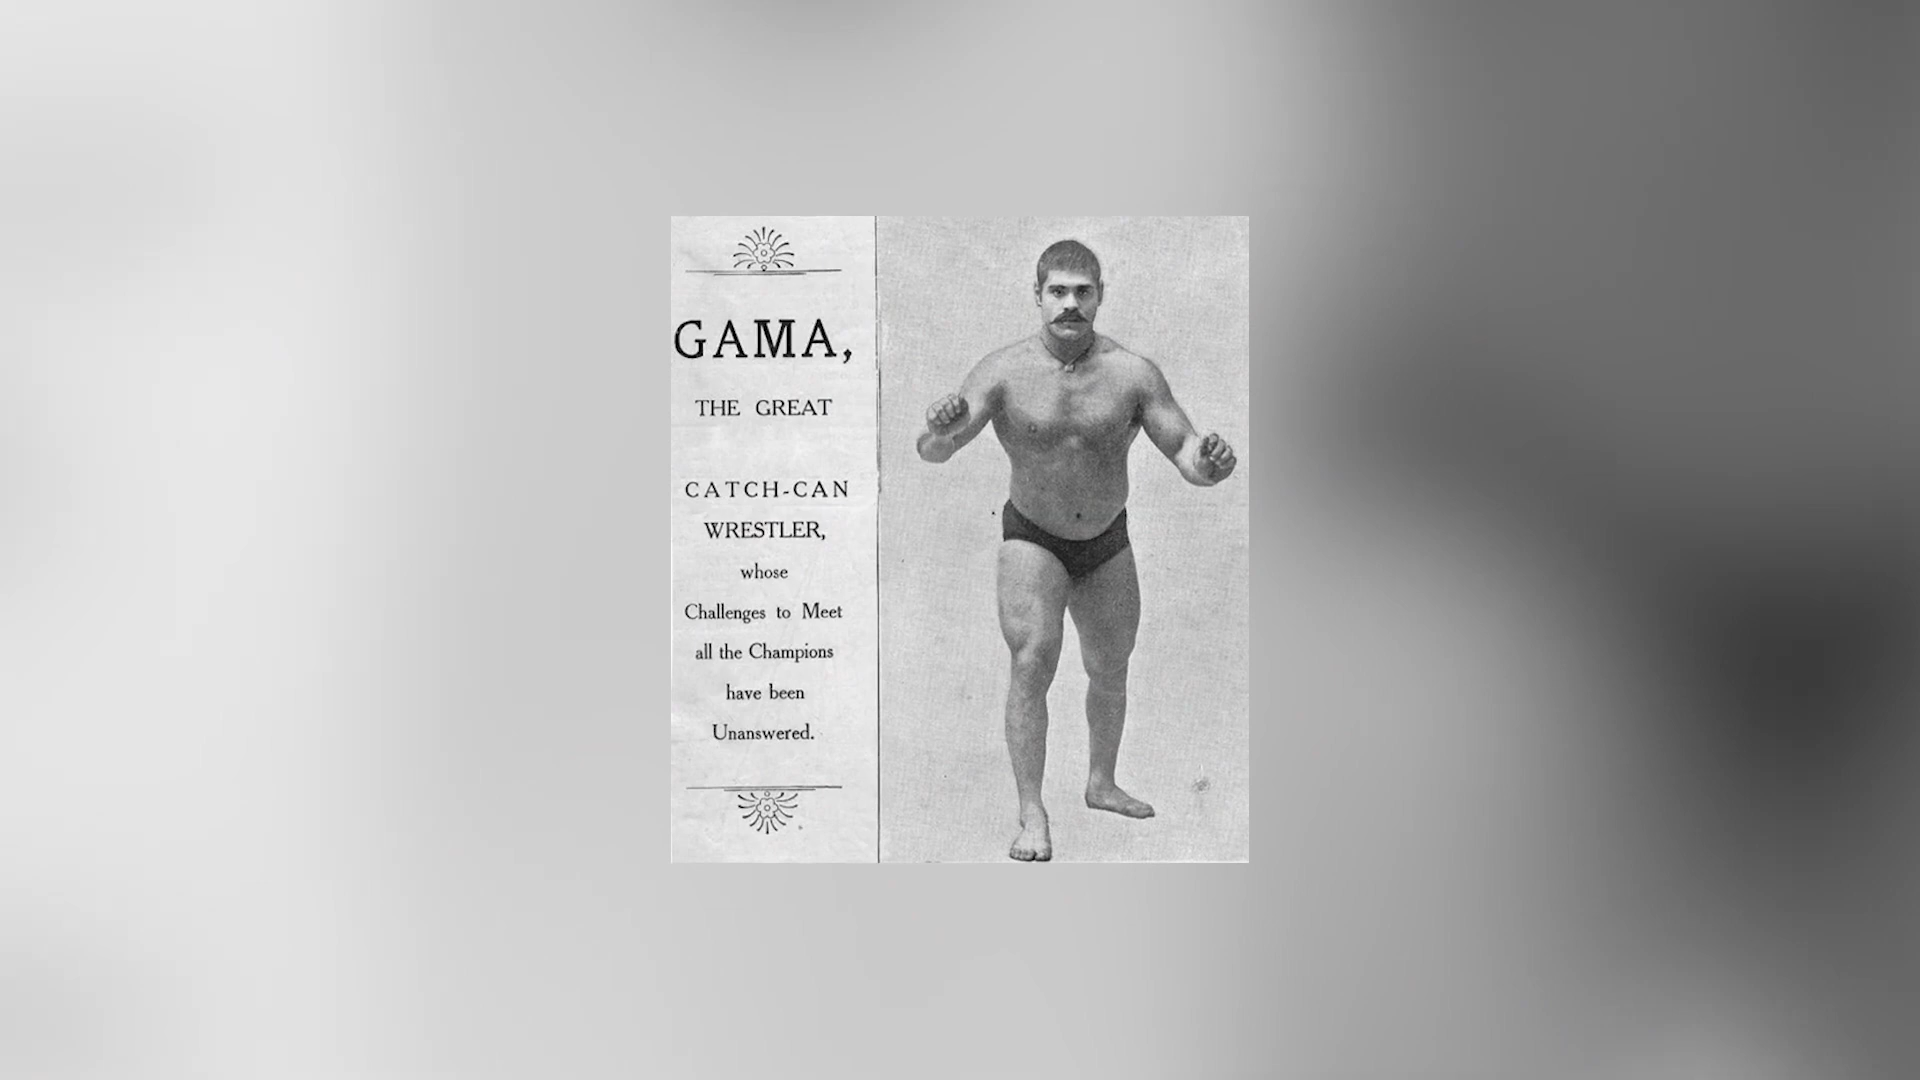 GAMA,
THE GREAT
CATCH-CAN
WRESTLER,
whose
Challenges to Meet
all the Champions
have been
Unanswered.